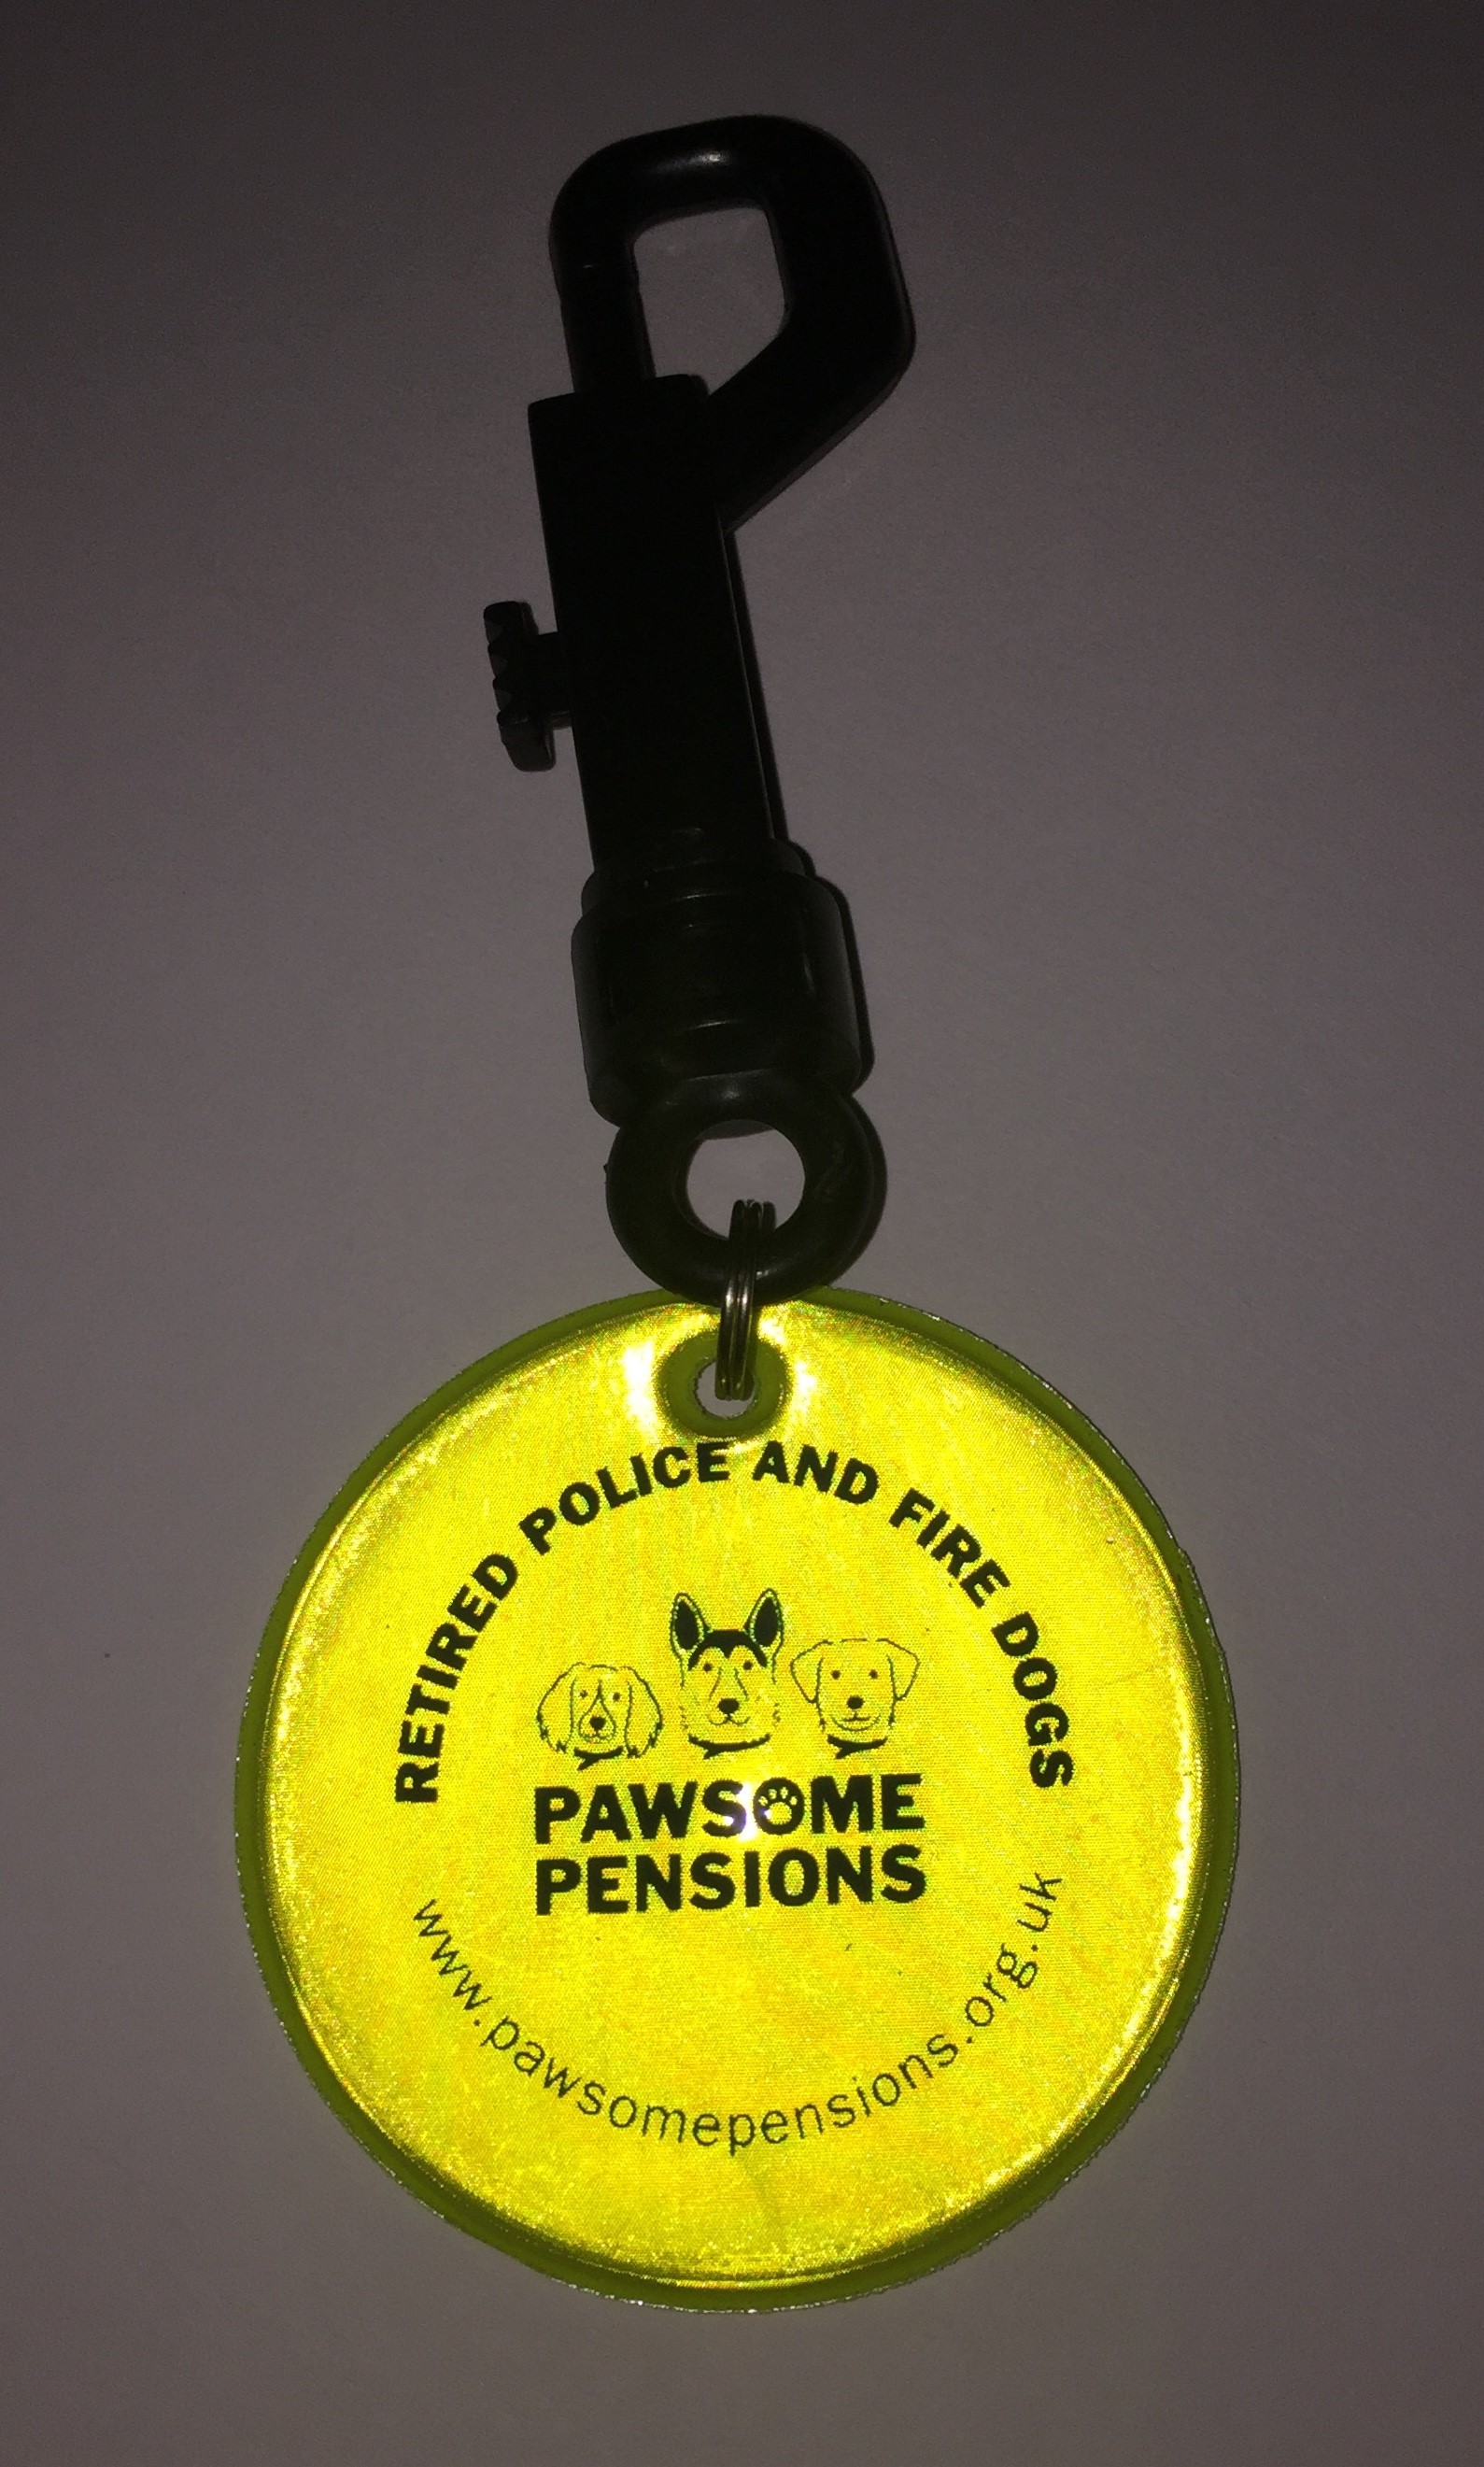 RETIRED POLICE AND FIRE DOGS
PAWSOME
PENSIONS
www.pawsomepensions.org.uk